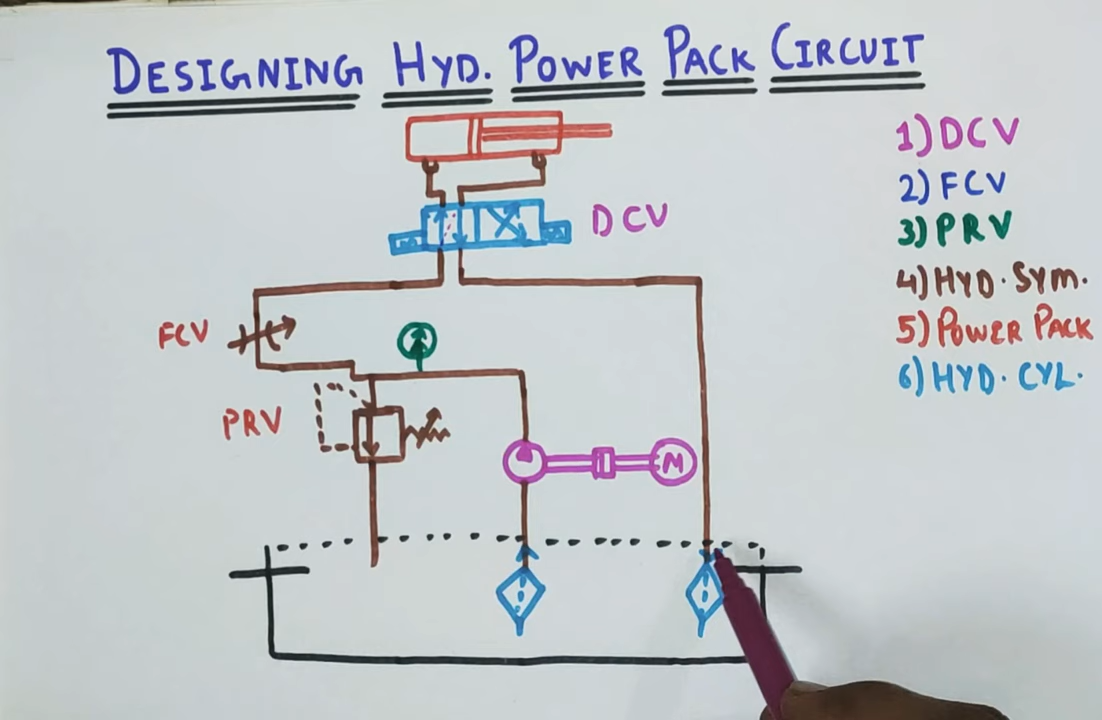 DESIGNING HYD. POWER PACK CIRCUIT
1) DCV
2) FCV
3) PRV
4) HYD. SYM.
5) POWER PACK
6) HYD. CYL.
DCV
FCV
PRV
M